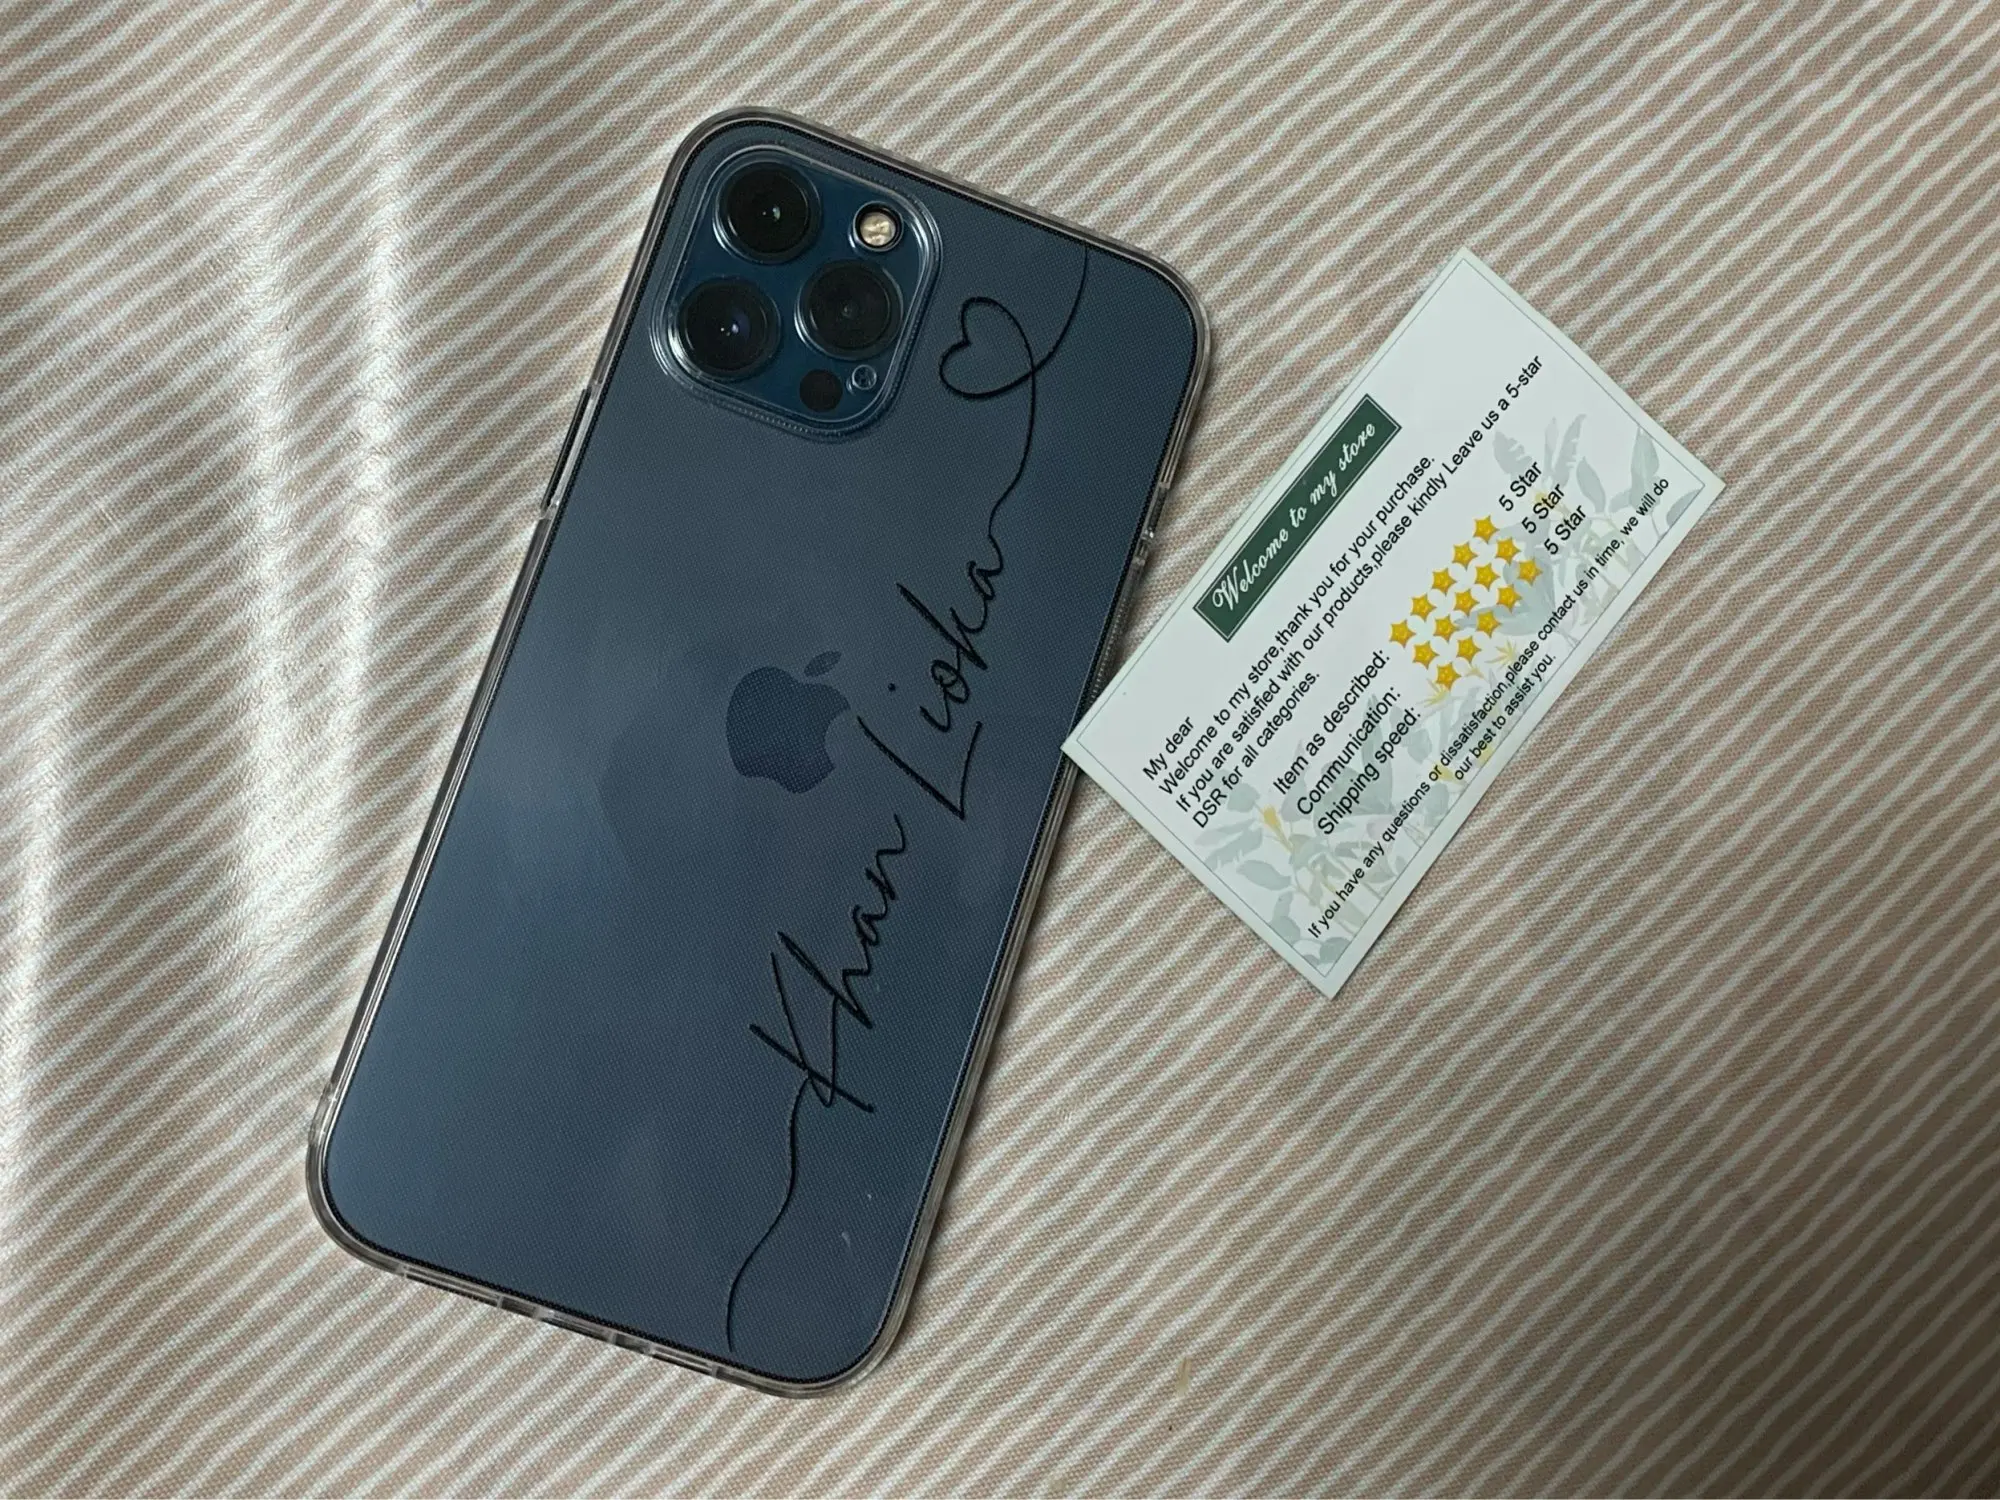 Khan Lioka
Welcome to my store
My dear
Welcome to my store,thank you for your purchase.
If you are satisfied with our products,please kindly Leave us a 5-star
DSR for all categories.
Item as described: 5 Star
Communication: 5 Star
Shipping speed: 5 Star
If you have any questions or dissatisfaction,please contact us in time, we will do
our best to assist you.